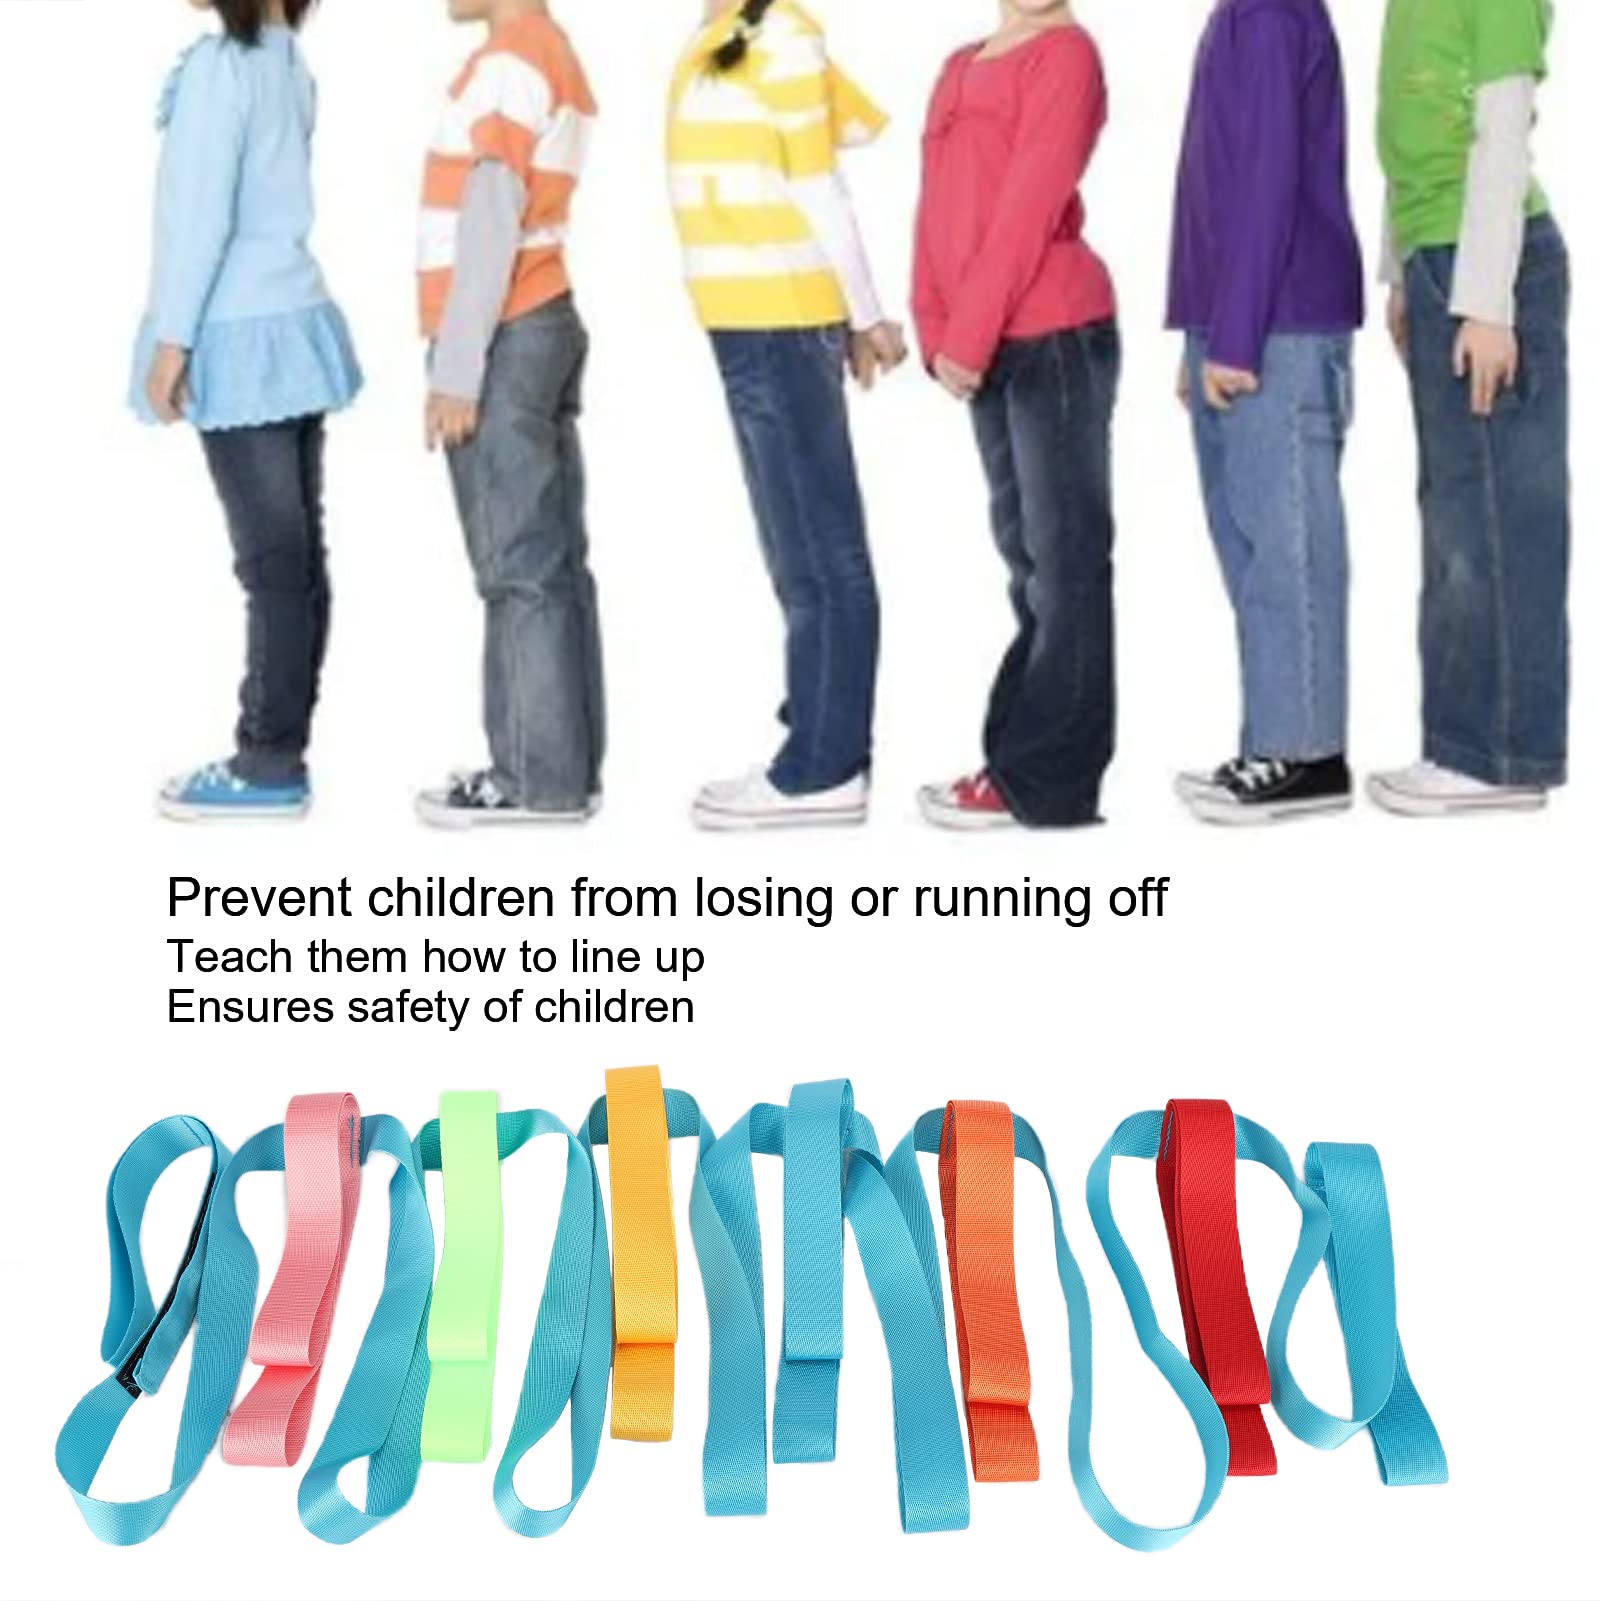 Prevent children from losing or running off
Teach them how to line up
Ensures safety of children